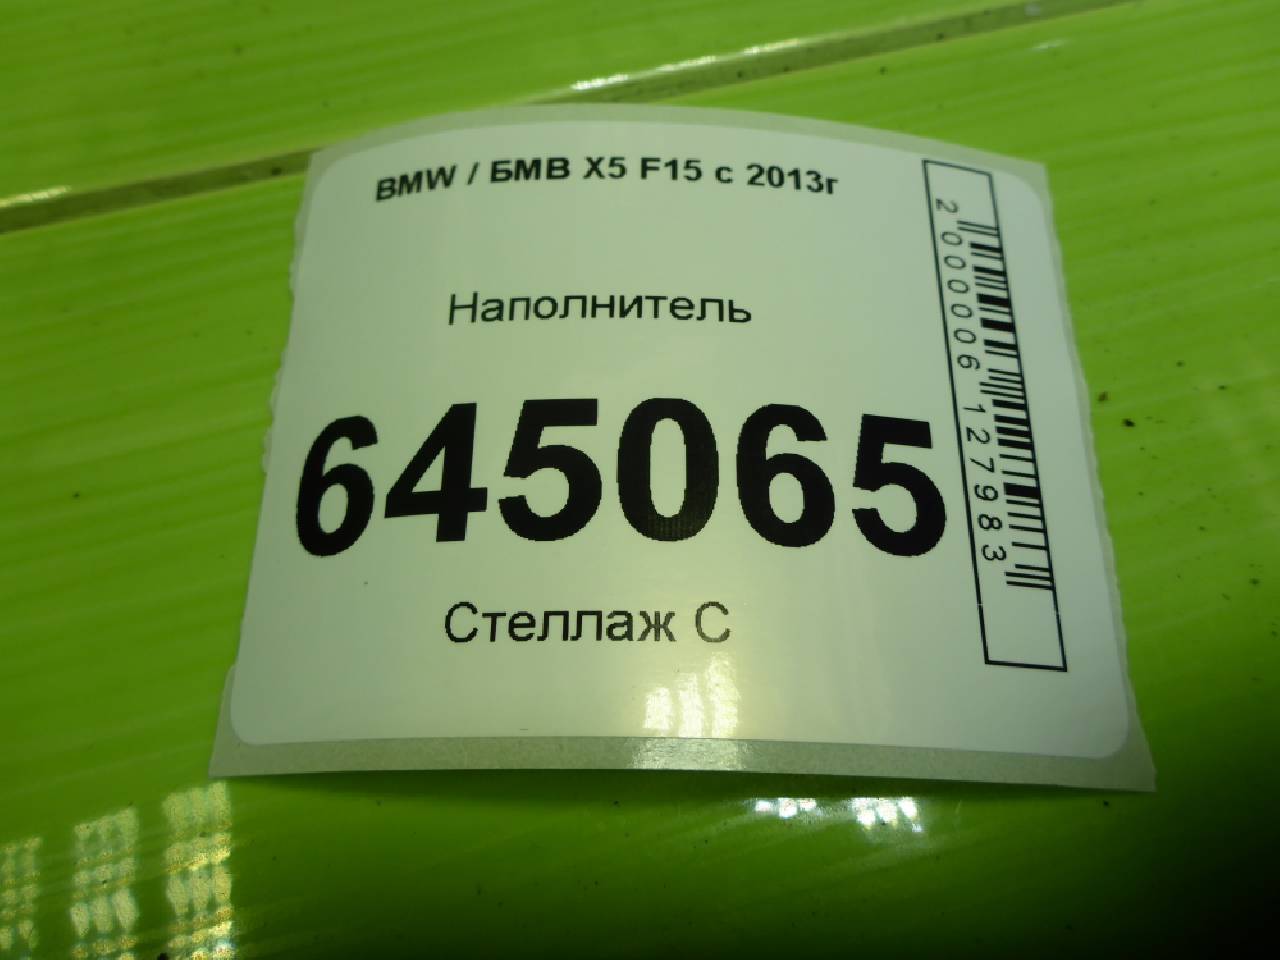 BMW / БМВ X5 F15 с 2013г
Наполнитель
645065
Стеллаж С
2000006127983